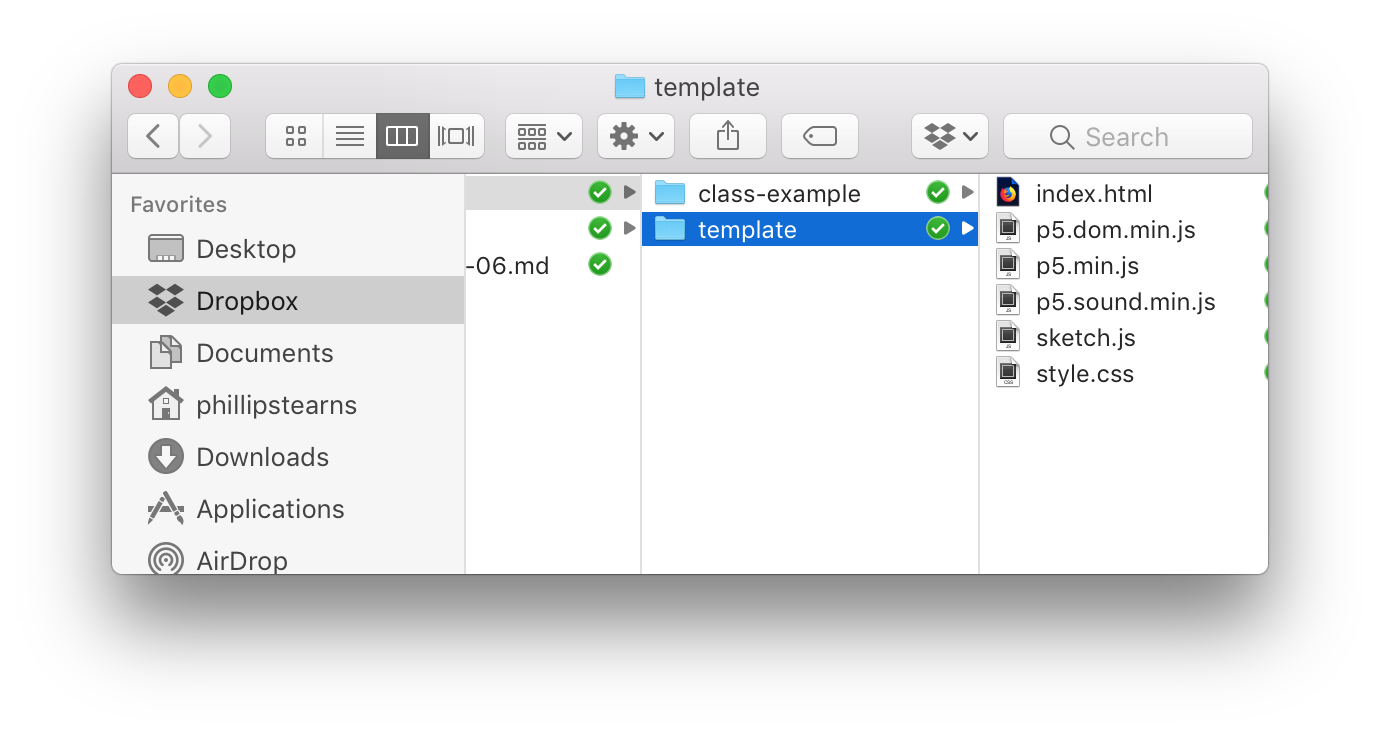 template
Search
Favorites
Desktop
Dropbox
Documents
phillipstearns
Downloads
Applications
AirDrop
-06.md
class-example
template
index.html
p5.dom.min.js
p5.min.js
p5.sound.min.js
sketch.js
style.css